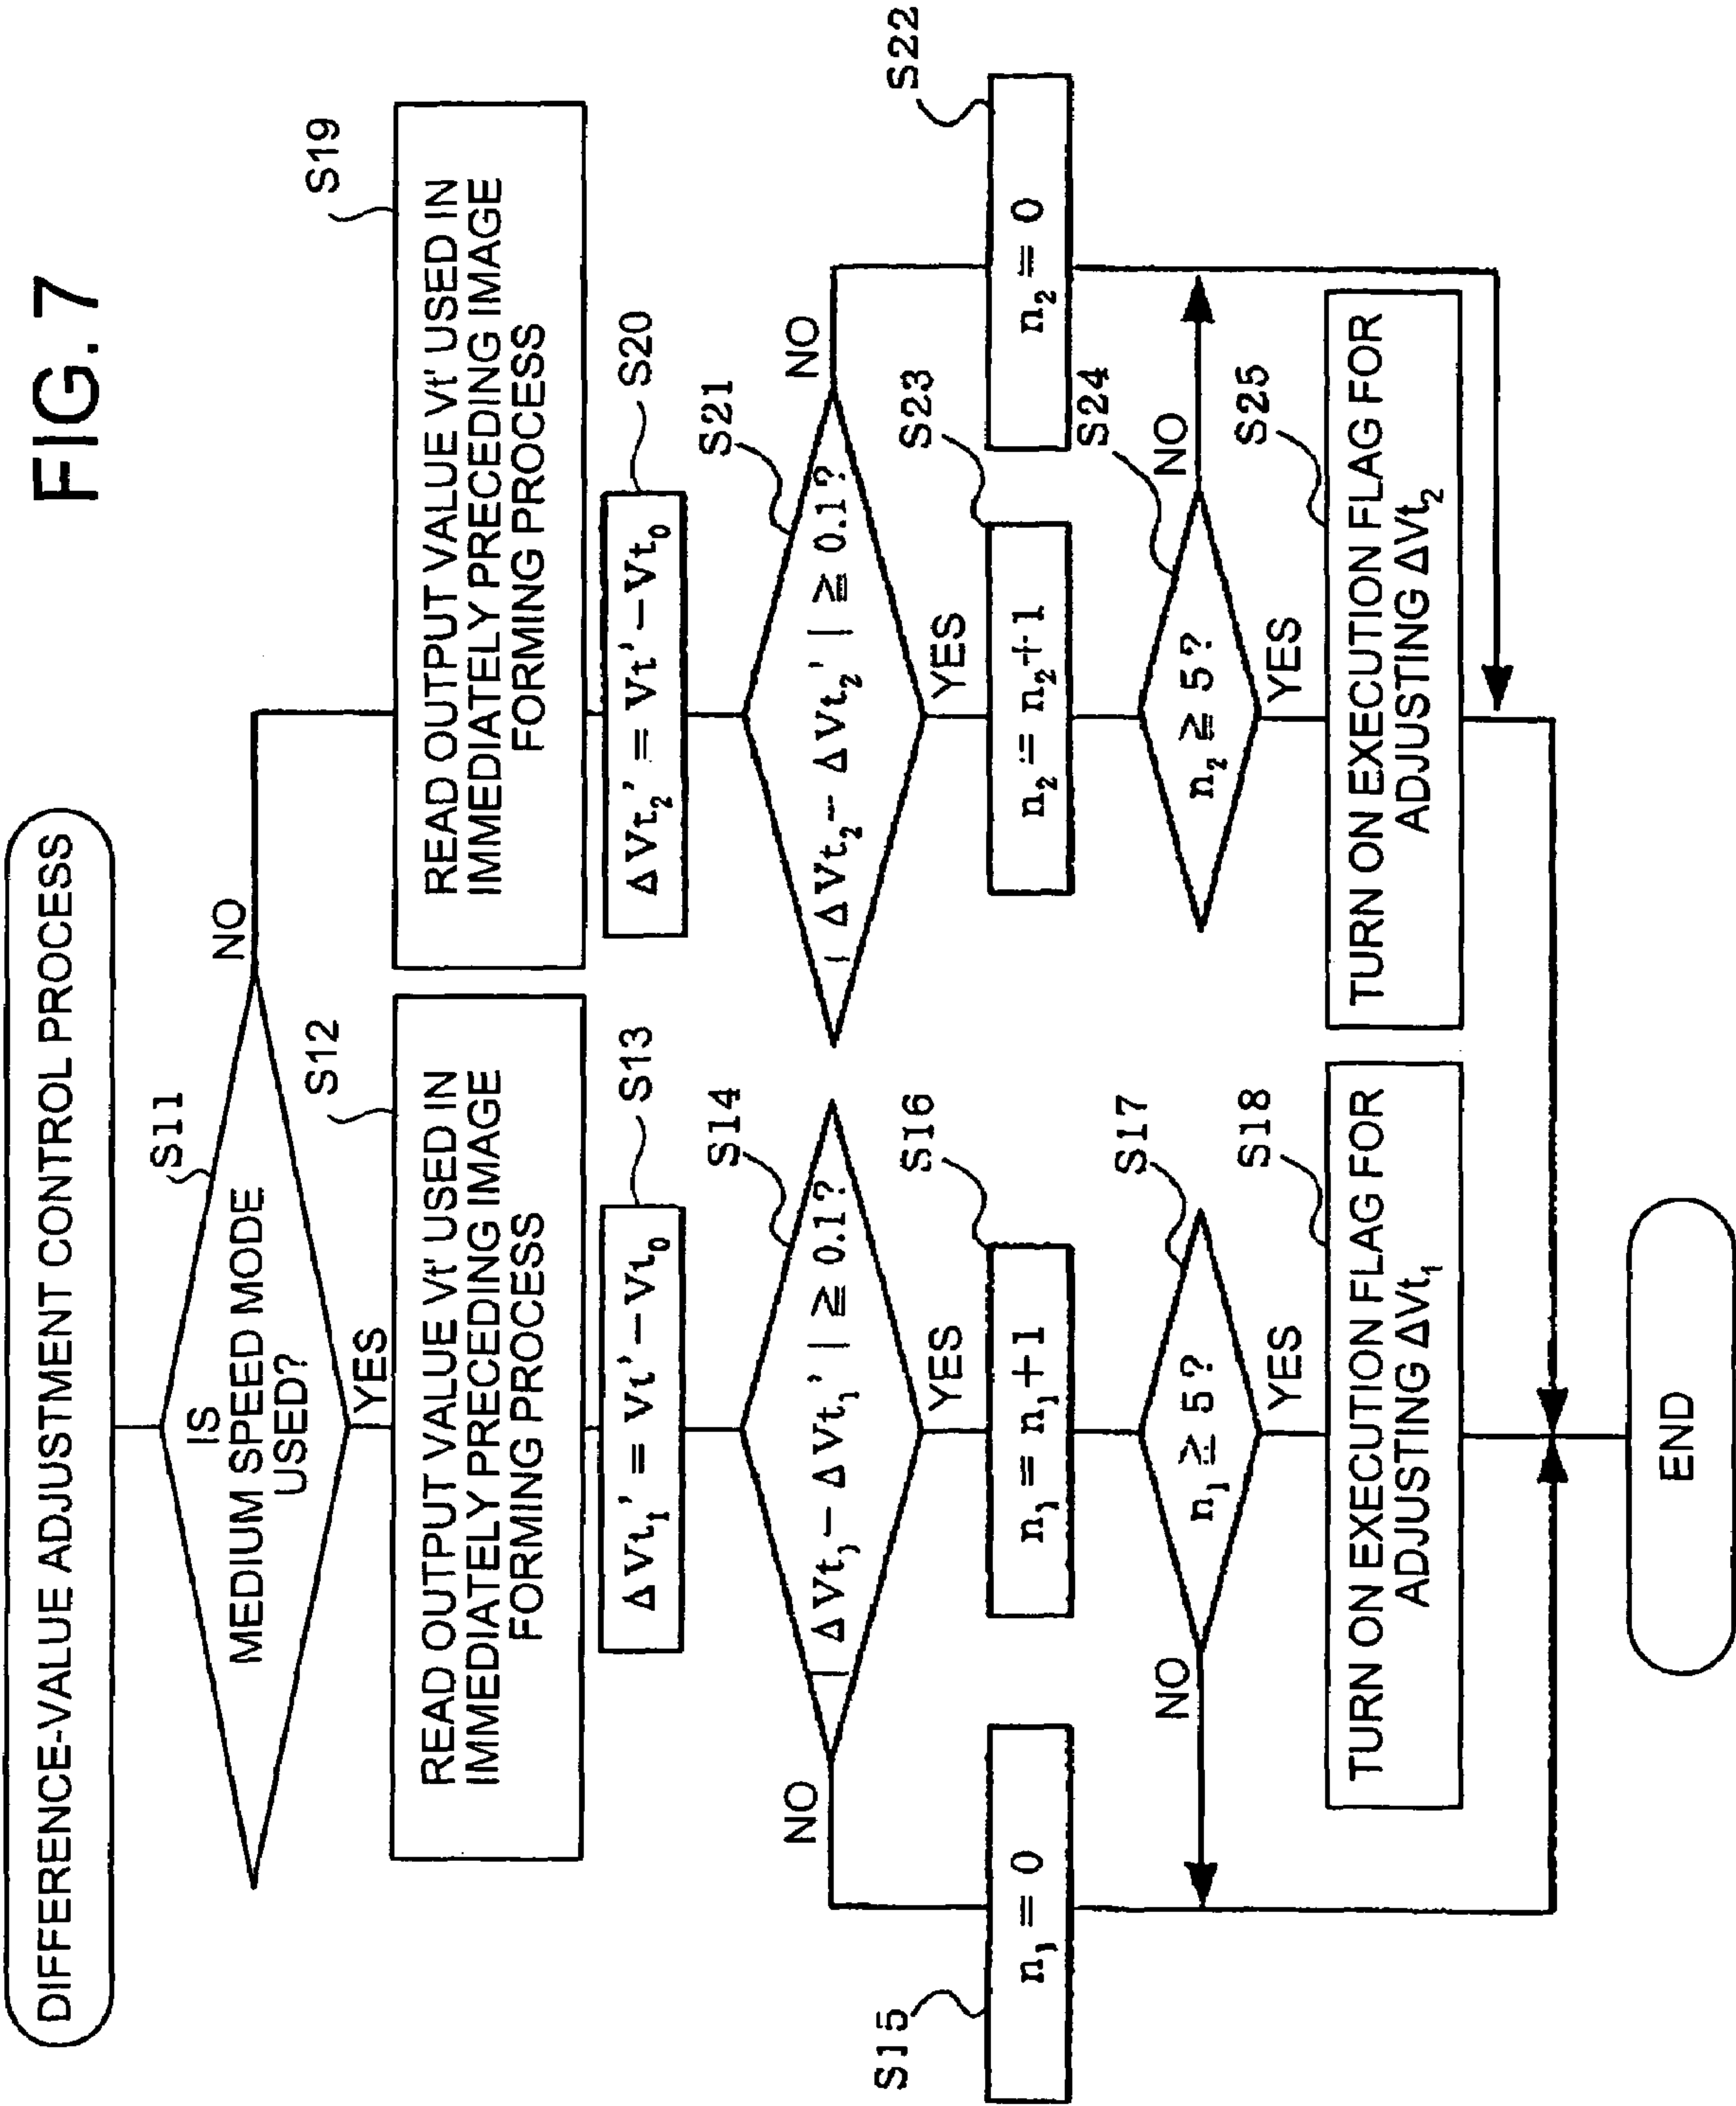 FIG. 7
DIFFERENCE-VALUE ADJUSTMENT CONTROL PROCESS
S11
IS
MEDIUM SPEED MODE
USED?
NO
YES
S12
READ OUTPUT VALUE Vt' USED IN
IMMEDIATELY PRECEDING IMAGE
FORMING PROCESS
S13
ΔVt₁' = Vt'−Vt₀
S14
| ΔVt₁− ΔVt₁' | ≧ 0.1?
NO
YES
S15
n₁ = 0
S16
n₁ = n₁+1
S17
n₁ ≥ 5?
NO
YES
S18
TURN ON EXECUTION FLAG FOR
ADJUSTING ΔVt₁
S19
READ OUTPUT VALUE Vt' USED IN
IMMEDIATELY PRECEDING IMAGE
FORMING PROCESS
S20
ΔVt₂' = Vt'−Vt₀
S21
| ΔVt₂− ΔVt₂' | ≧ 0.1?
NO
YES
S22
n₂ = 0
S23
n₂ = n₂+1
S24
n₂ ≥ 5?
NO
YES
S25
TURN ON EXECUTION FLAG FOR
ADJUSTING ΔVt₂
END